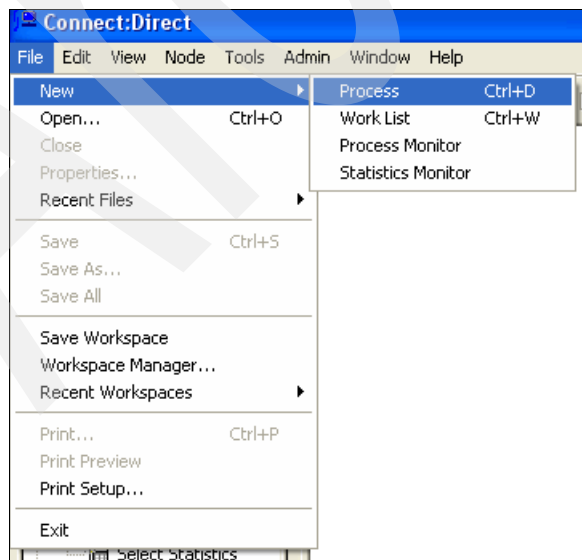 Connect:Direct
File Edit View Node Tools Admin Window Help
New Process Ctrl+D
Open... Ctrl+O Work List Ctrl+W
Close Process Monitor
Properties... Statistics Monitor
Recent Files
Save Ctrl+S
Save As...
Save All
Save Workspace
Workspace Manager...
Recent Workspaces
Print... Ctrl+P
Print Preview
Print Setup...
Exit
Select Statistics